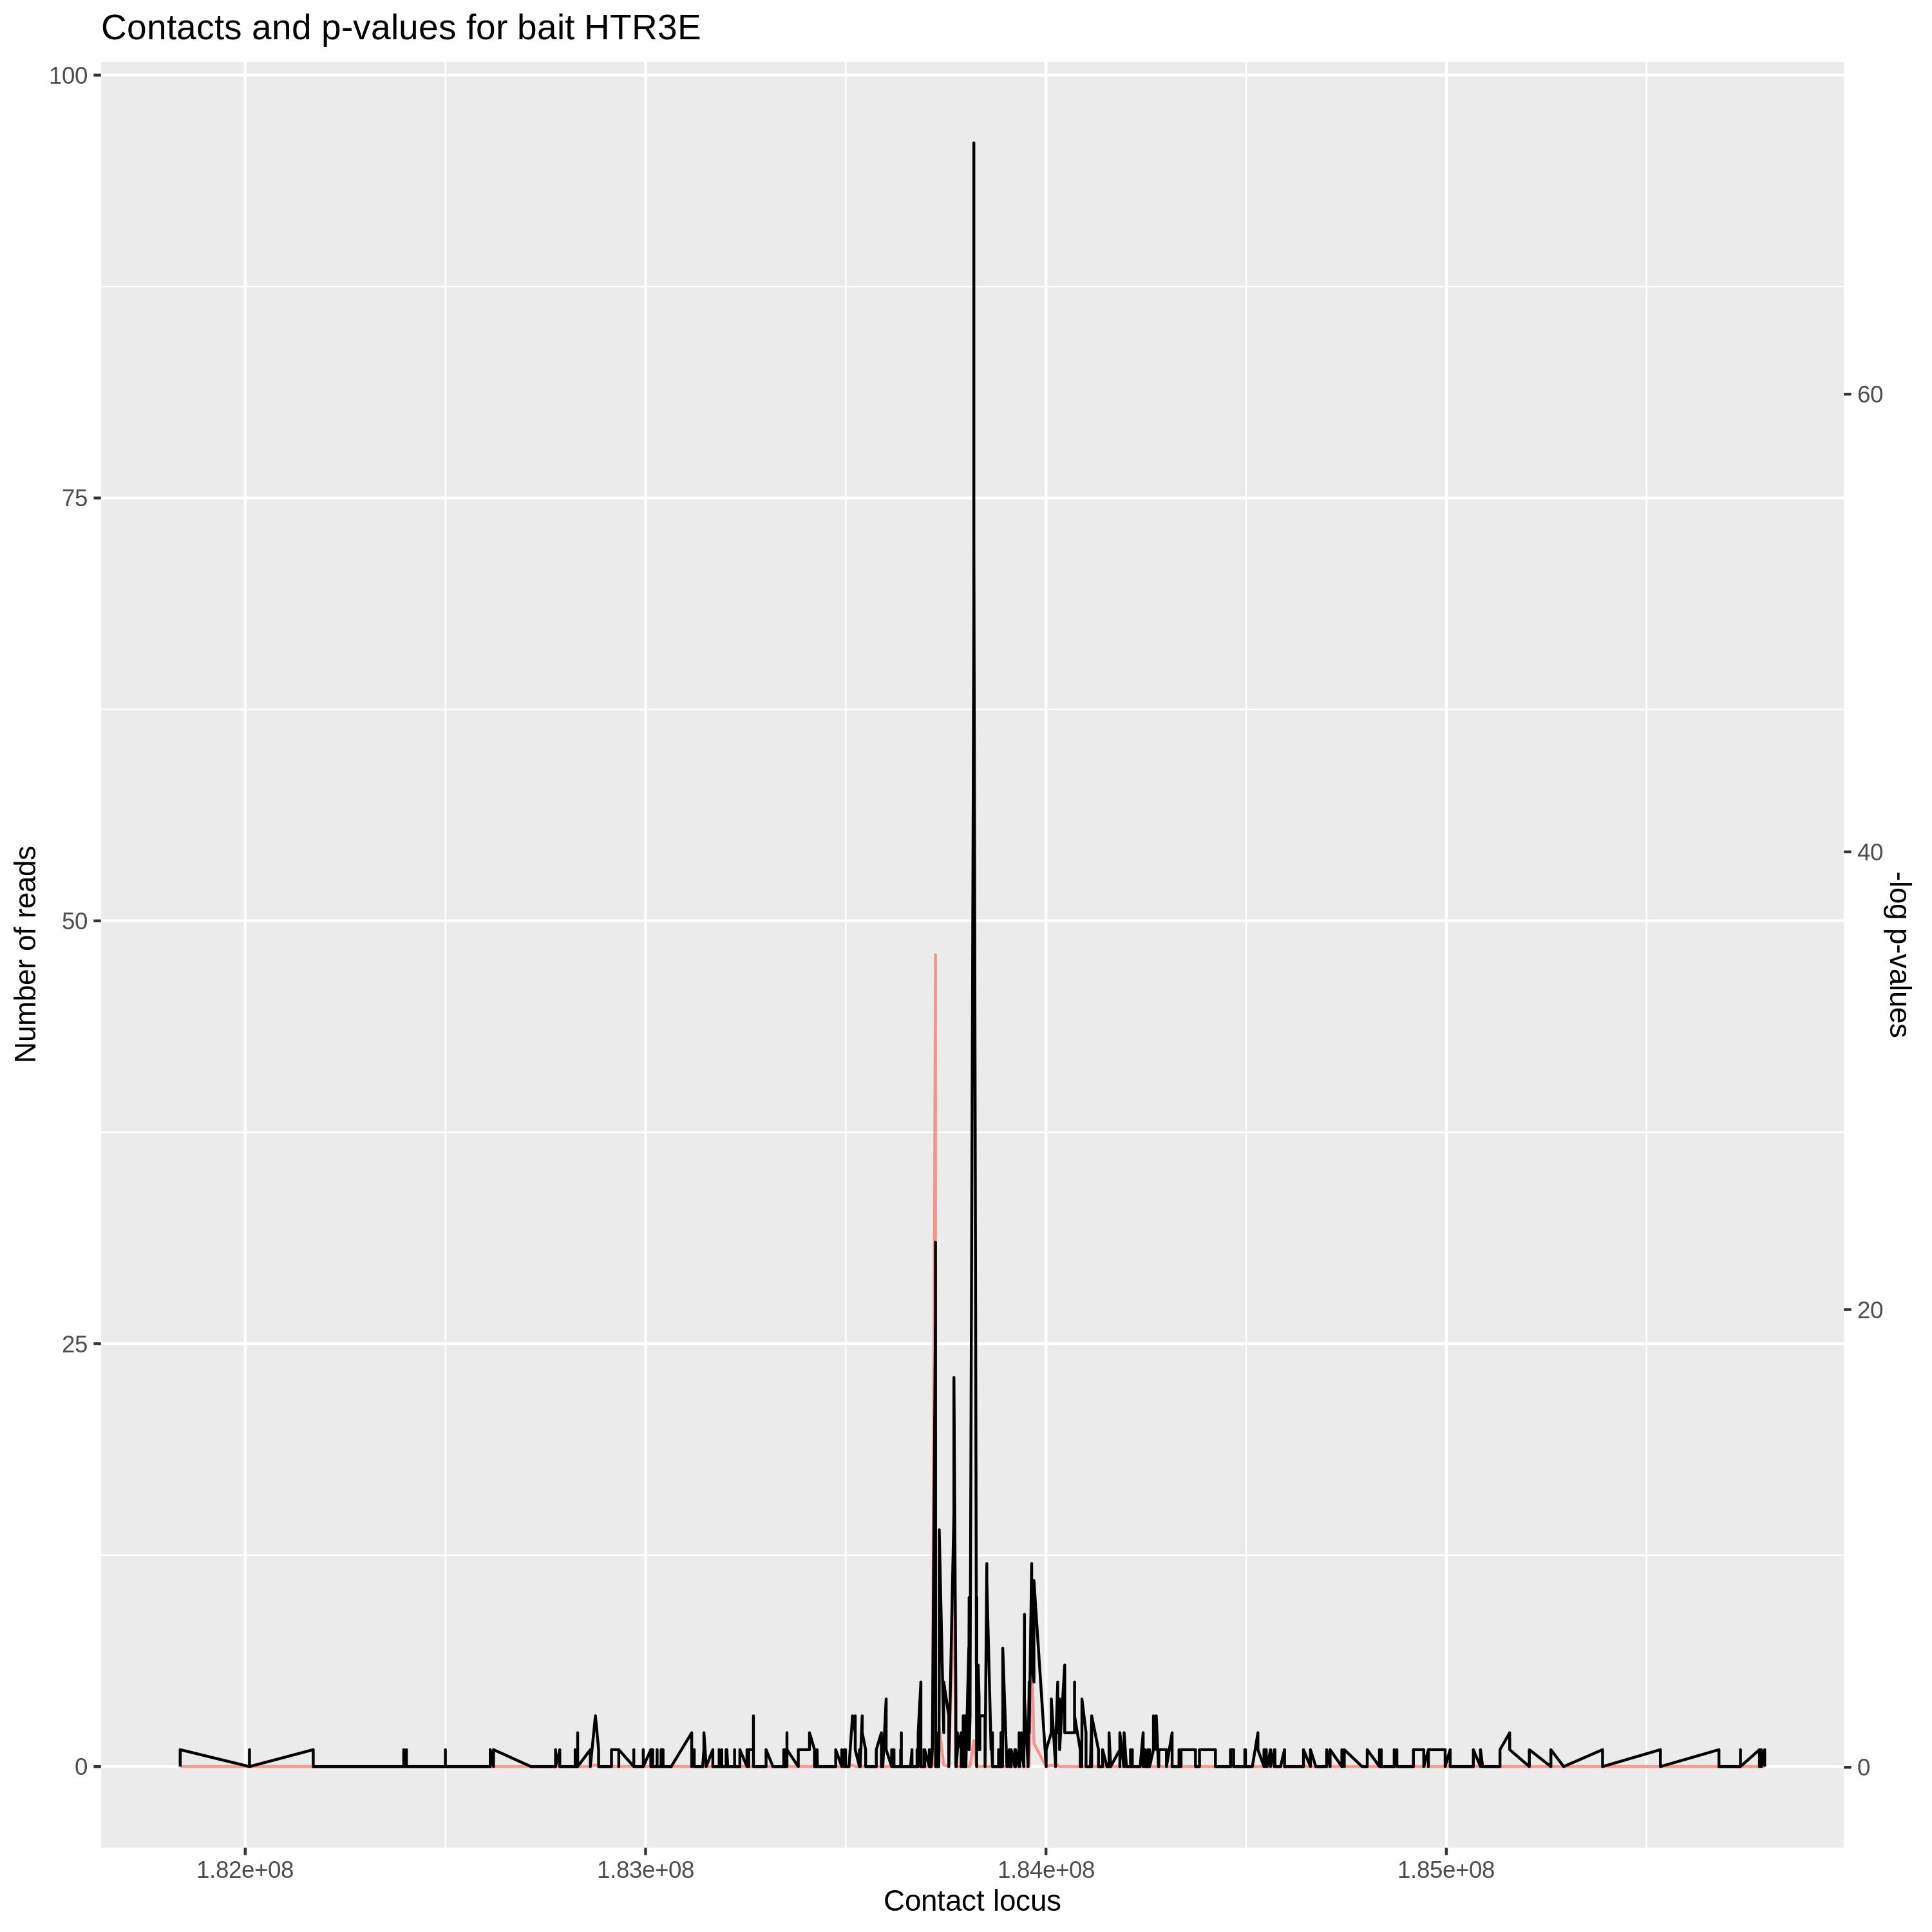 Contacts and p-values for bait HTR3E
100
75
50
25
0
Number of reads
60
40
20
0
-log p-values
1.82e+08
1.83e+08
1.84e+08
1.85e+08
Contact locus